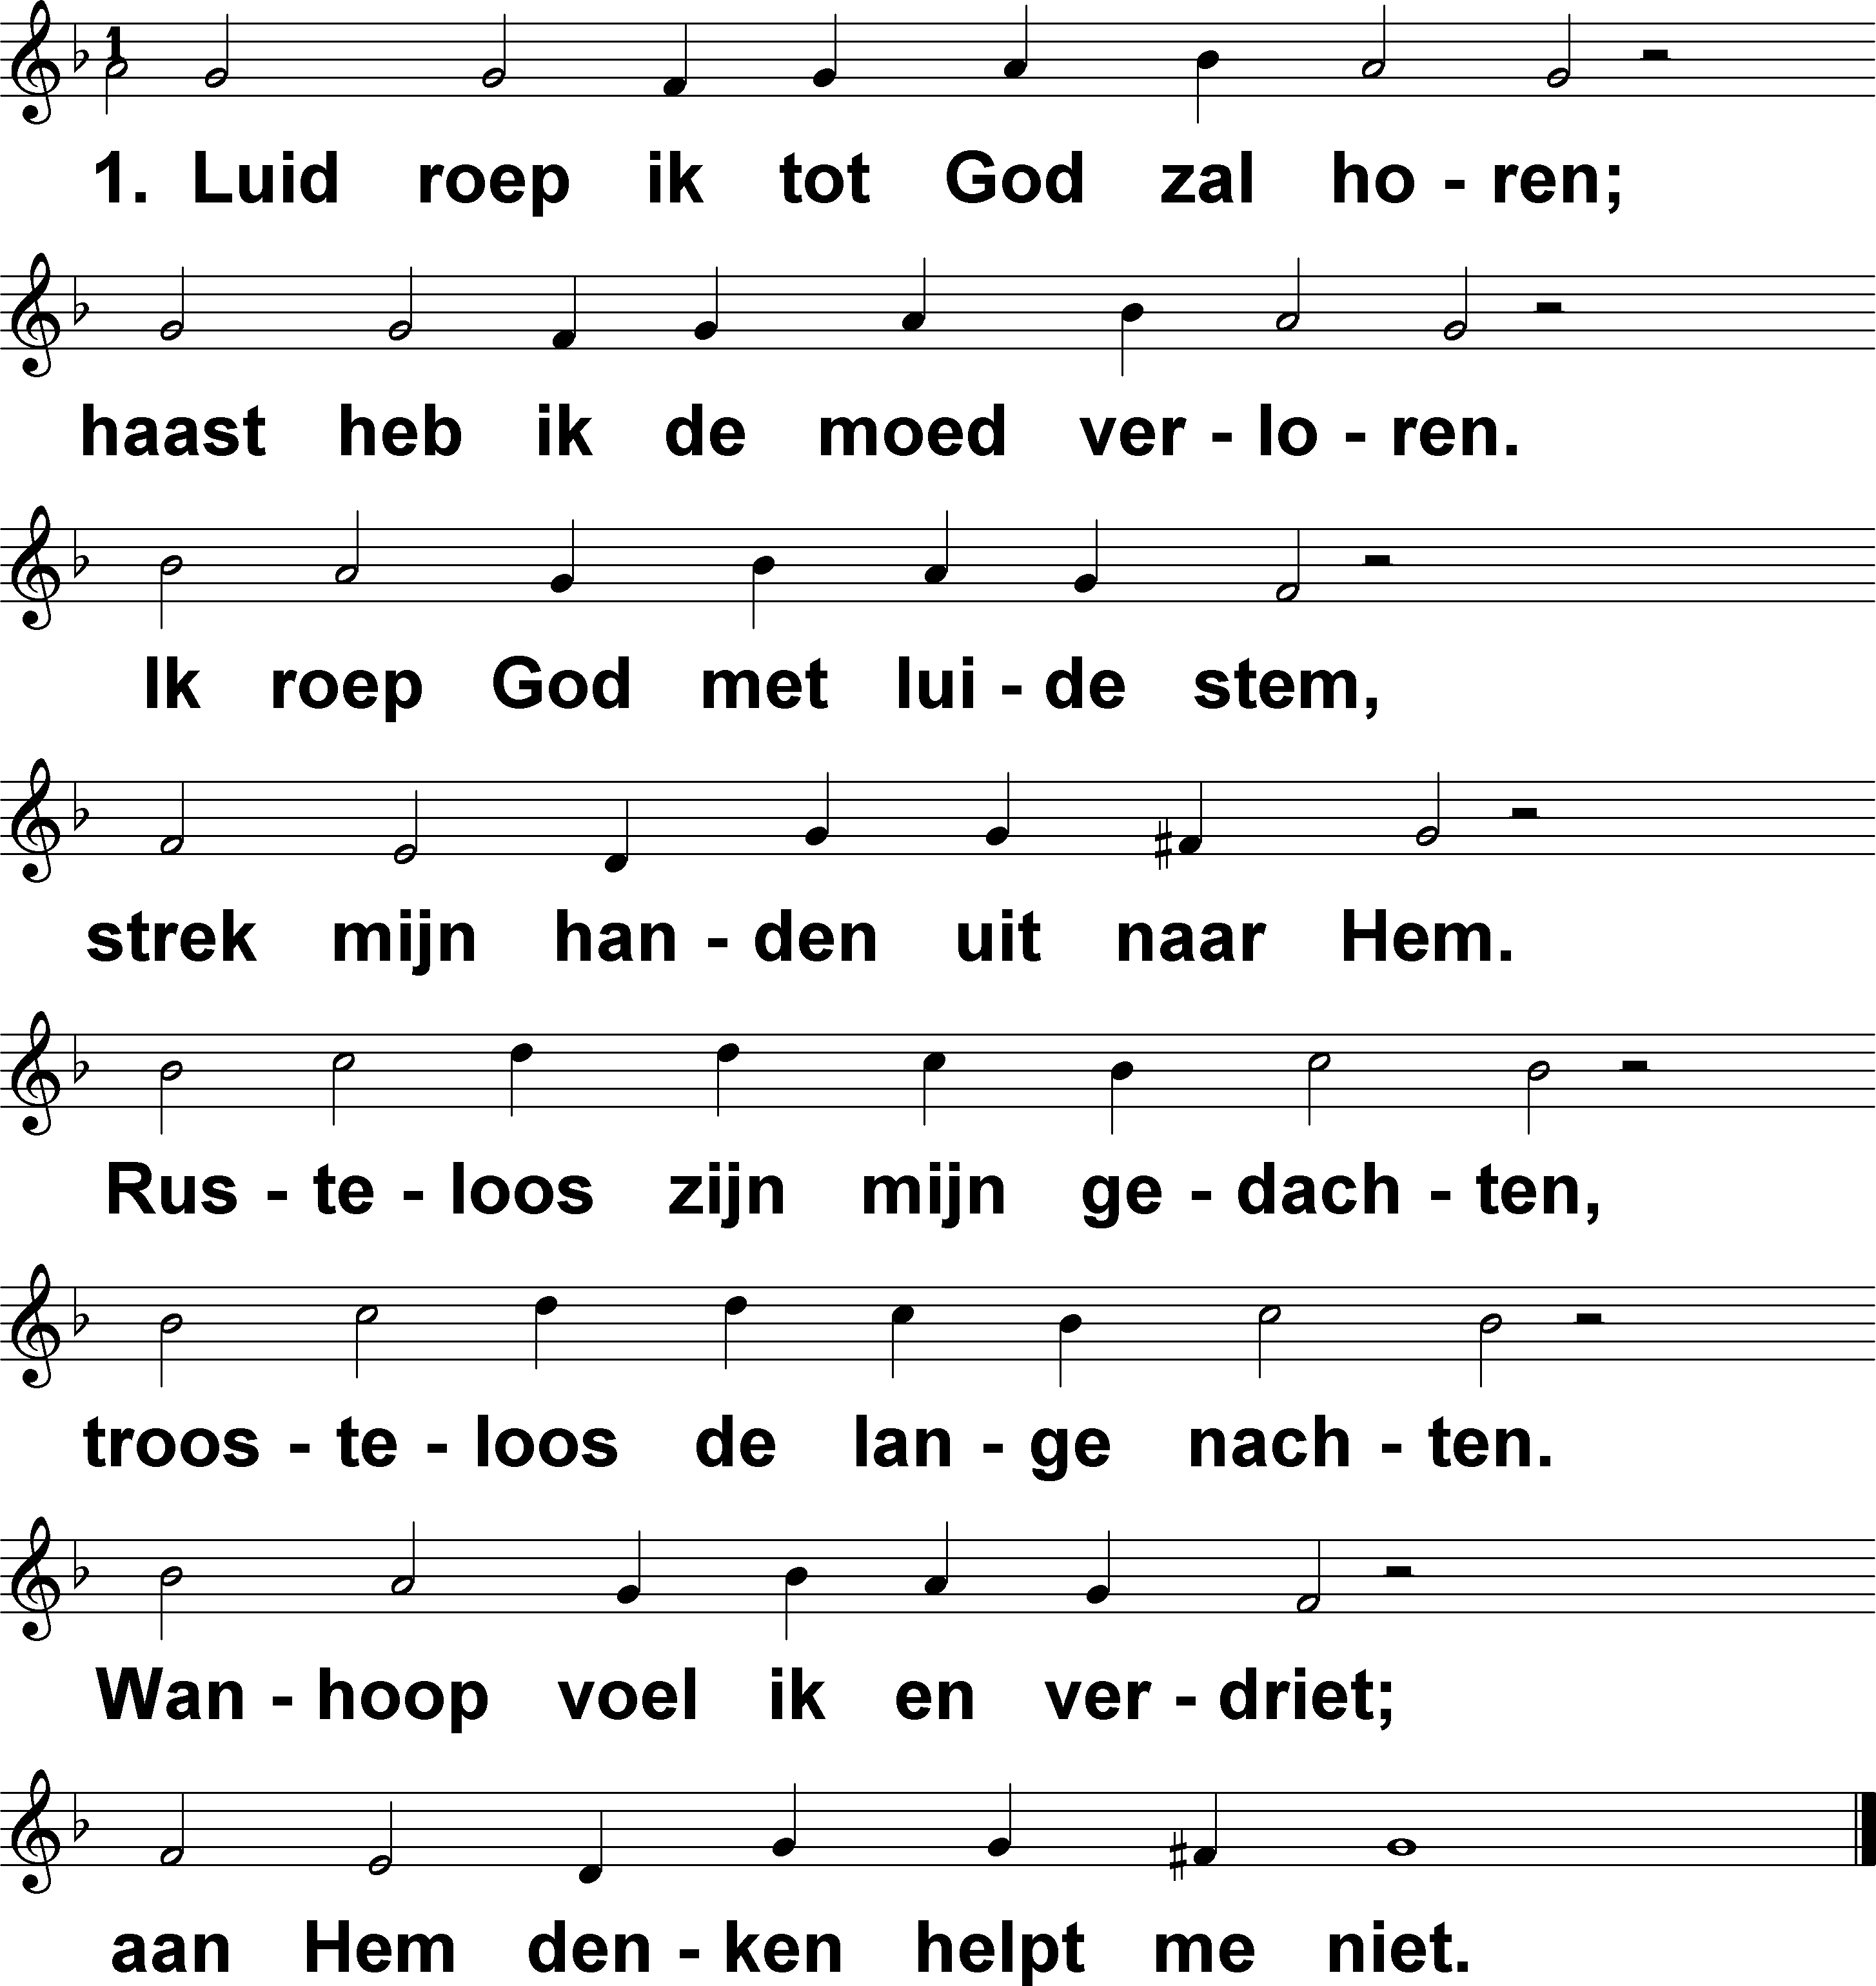 1. Luid roep ik tot God zal ho - ren;
haast heb ik de moed ver - lo - ren.
Ik roep God met lui - de stem,
strek mijn han - den uit naar Hem.
Rus - te - loos zijn mijn ge - dach - ten,
troos - te - loos de lan - ge nach - ten.
Wan - hoop voel ik en ver - driet;
aan Hem den - ken helpt me niet.